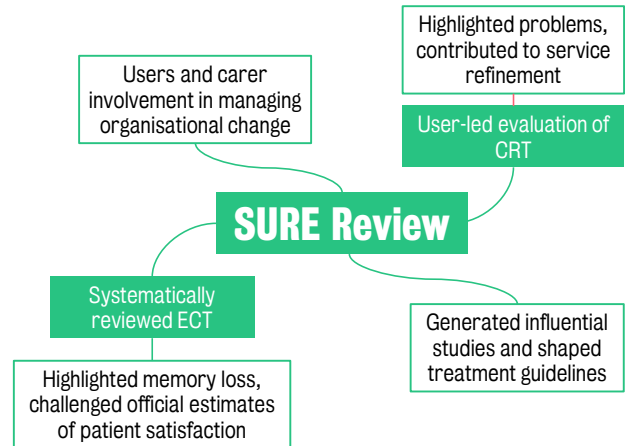 Highlighted problems,
contributed to service
refinement
Users and carer
involvement in managing
organisational change
User-led evaluation of
CRT
SURE Review
Systematically
reviewed ECT
Generated influential
studies and shaped
treatment guidelines
Highlighted memory loss,
challenged official estimates
of patient satisfaction